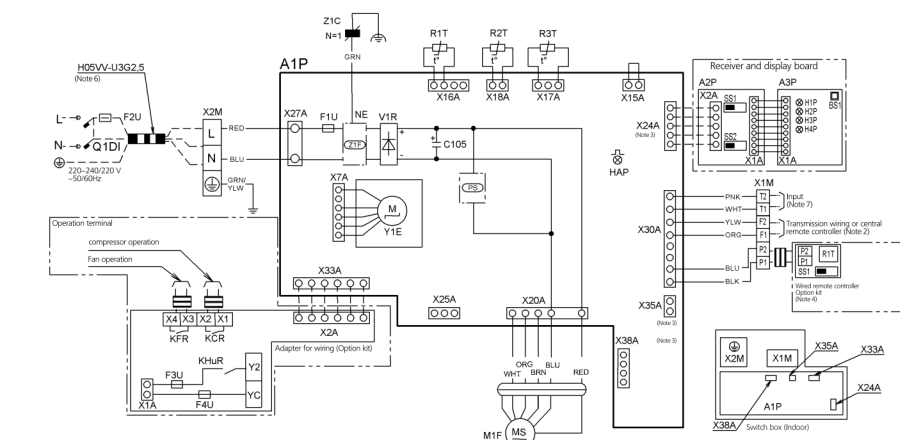 Z1C
N=1
GRN
R1T
R2T
R3T
t°
t°
t°
A1P
X16A
X18A
X17A
X15A
Receiver and display board
A2P
A3P
X2A
SS1
SS2
X1A
X1A
H1P
H2P
H3P
H4P
BS1
H05VV-U3G2,5
(Note 6)
L
F2U
N
Q1DI
220–240/220 V
~50/60Hz
X2M
L
N
RED
BLU
GRN/
YLW
X27A
F1U
NE
Z1F
V1R
+
-
+
C105
PS
X24A
(Note 3)
HAP
X7A
M
Y1E
X30A
PNK
WHT
YLW
ORG
BLU
BLK
X1M
T2
T1
F2
F1
P2
P1
Input
(Note 7)
Transmission wiring or central
remote controller (Note 2)
P2
P1
R1T
SS1
Wired remote controller
Option kit
(Note 4)
Operation terminal
compressor operation
Fan operation
X33A
X4
X3
X2
X1
KFR
KCR
X2A
Adapter for wiring (Option kit)
KHuR
Y2
YC
F3U
F4U
X1A
X25A
X20A
X35A
(Note 3)
(Note 3)
X38A
WHT
ORG
BRN
BLU
RED
M1F
MS
X2M
X1M
X35A
X33A
X24A
A1P
X38A
Switch box (Indoor)